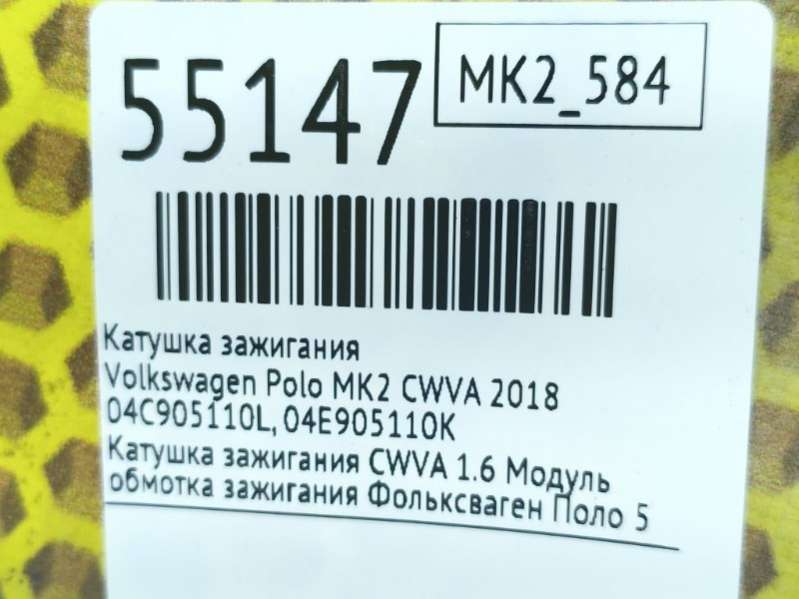 55147
MK2_584
Катушка зажигания
Volkswagen Polo MK2 CWVA 2018
04C905110L, 04E905110K
Катушка зажигания CWVA 1.6 Модуль
обмотка зажигания Фольксваген Поло 5